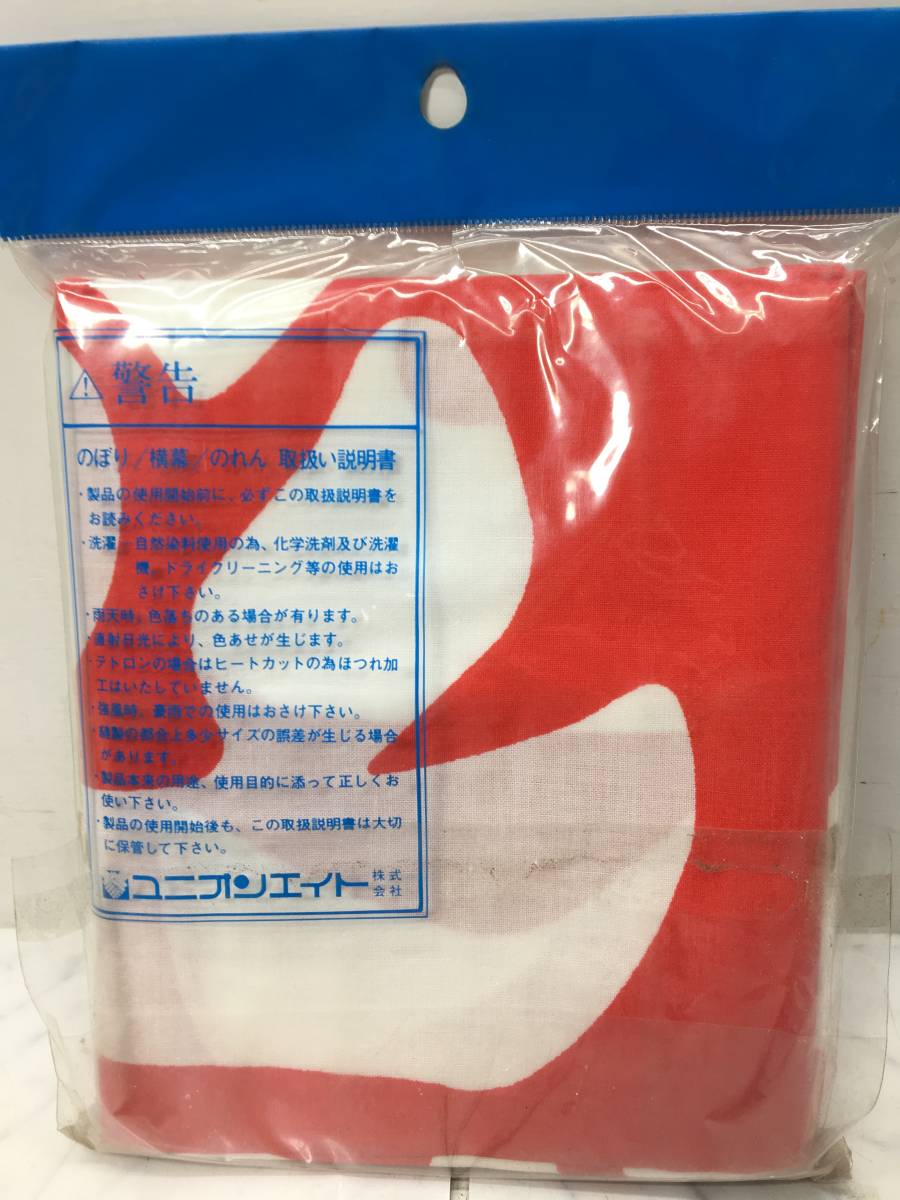 警告
のぼり/横幕/のれん 取扱い説明書
・製品の使用開始前に、必ずこの取扱説明書を
お読みください。
・洗濯－自然染料使用の為、化学洗剤及び洗濯
機、ドライクリーニング等の使用はお
さけ下さい。
・雨天時、色落ちのある場合が有ります。
・直射日光により、色あせが生じます。
・テトロンの場合はヒートカットの為ほつれ加
工はいたしていません。
・強風時、豪雨での使用はおさけ下さい。
・縫製の都合上多少サイズの誤差が生じる場合
があります。
・製品本来の用途、使用目的に添って正しくお
使い下さい。
・製品の使用開始後も、この取扱説明書は大切
に保管して下さい。
ユニオンエイト株式会社